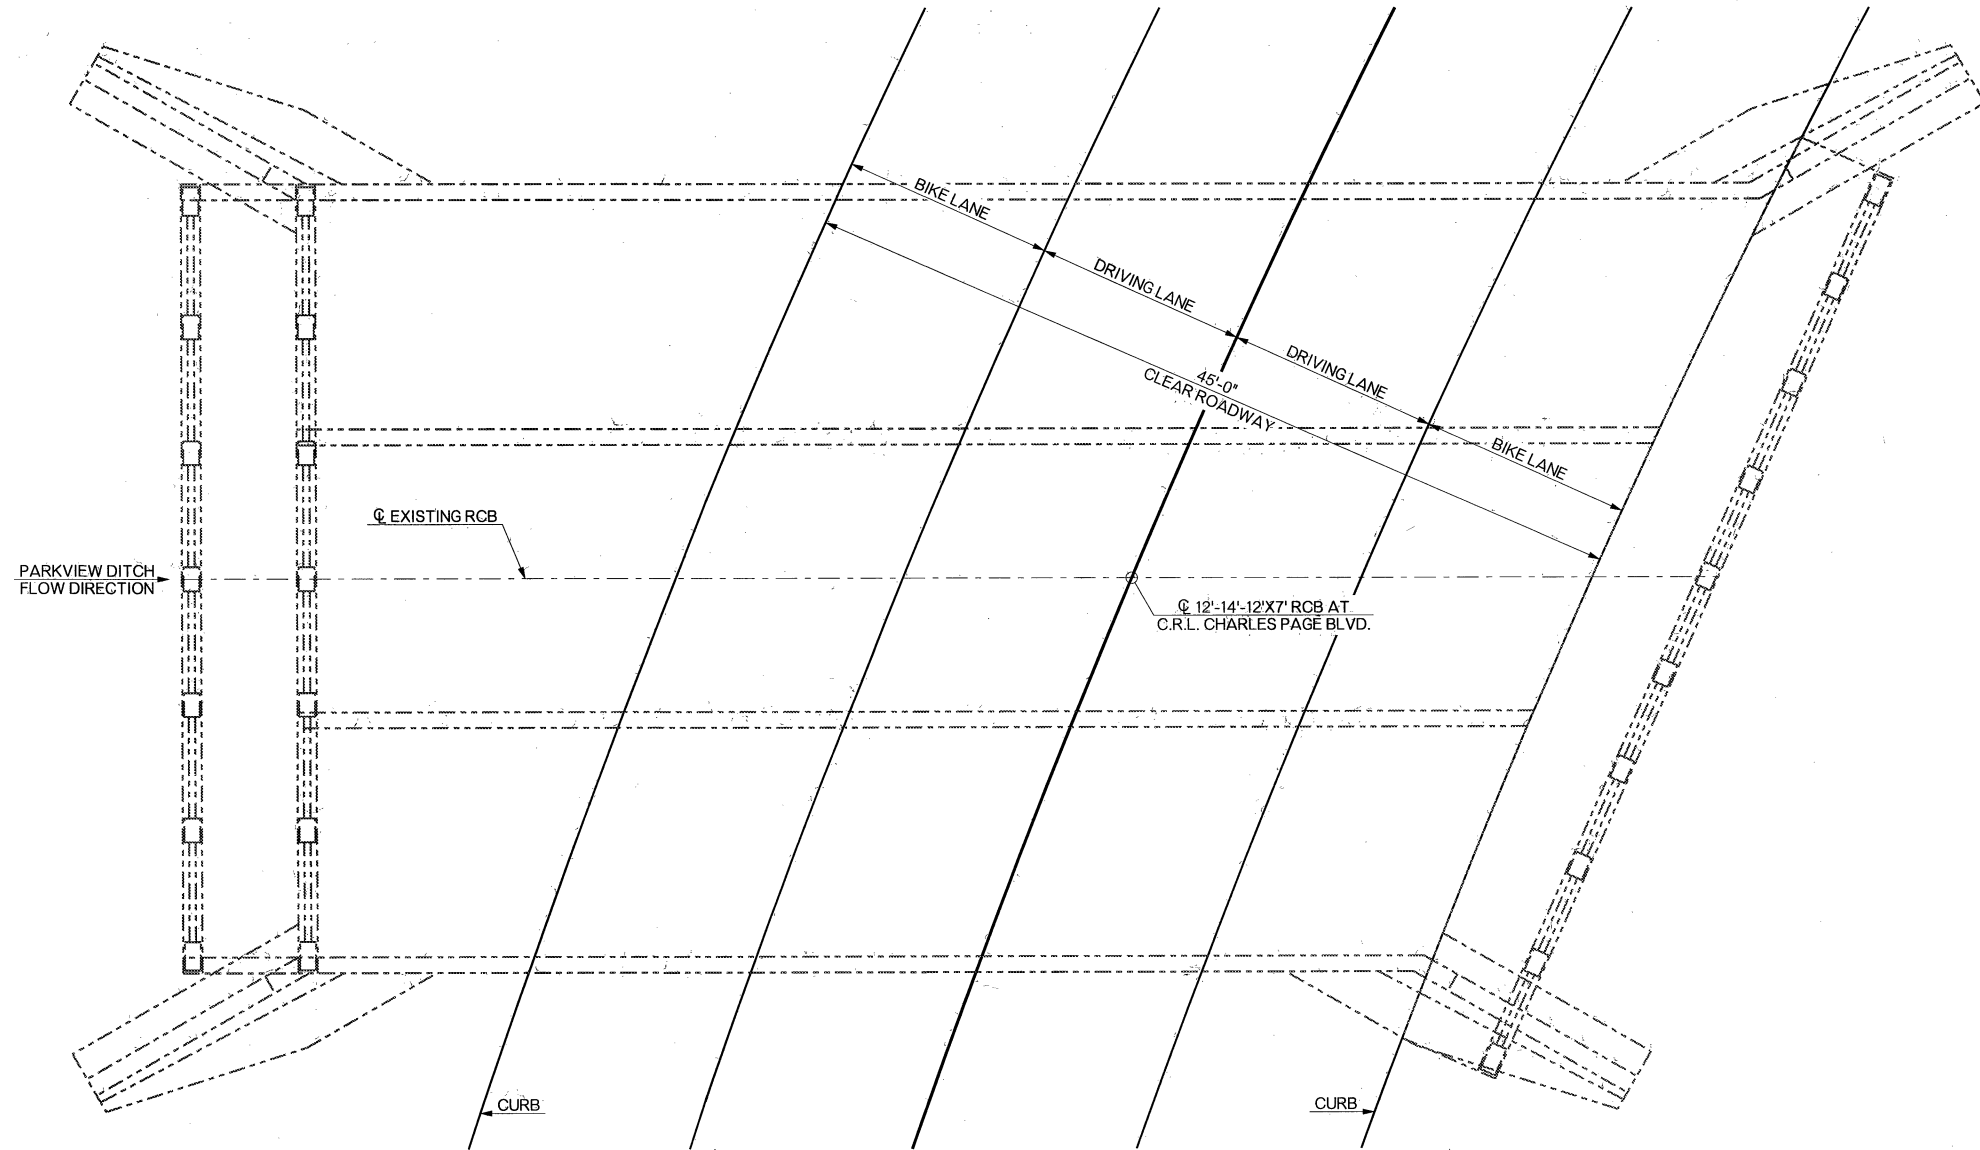 BIKE LANE
DRIVING LANE
DRIVING LANE
45'-0"
CLEAR ROADWAY
BIKE LANE
℄ EXISTING RCB
PARKVIEW DITCH
FLOW DIRECTION
℄ 12'-14'-12'X7' RCB AT
C.R.L. CHARLES PAGE BLVD.
CURB
CURB